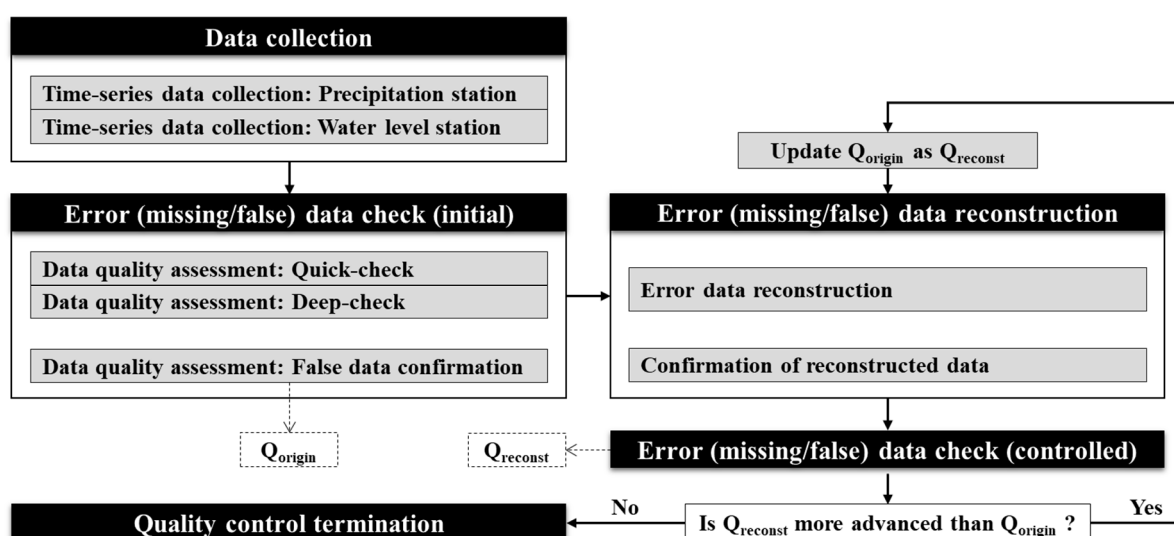 Data collection
Time-series data collection: Precipitation station
Time-series data collection: Water level station
Error (missing/false) data check (initial)
Data quality assessment: Quick-check
Data quality assessment: Deep-check
Data quality assessment: False data confirmation
Qorigin
Update Qorigin as Qreconst
Error (missing/false) data reconstruction
Error data reconstruction
Confirmation of reconstructed data
Error (missing/false) data check (controlled)
Qreconst
Is Qreconst more advanced than Qorigin ?
No
Yes
Quality control termination